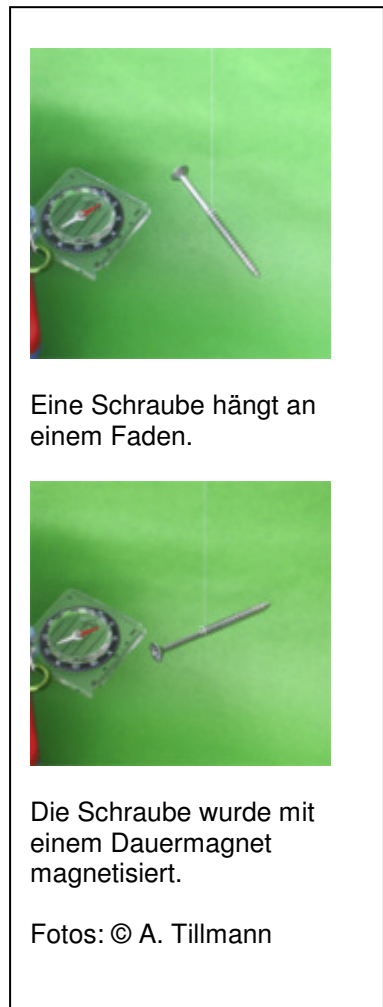 Eine Schraube hängt an
einem Faden.
Die Schraube wurde mit
einem Dauermagnet
magnetisiert.
Fotos: © A. Tillmann